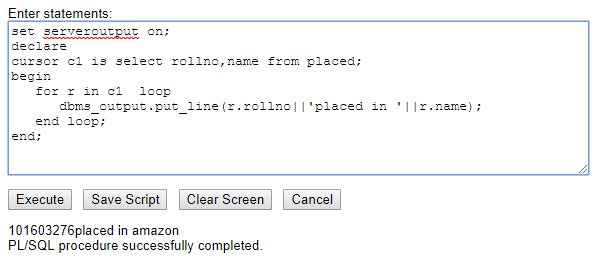 Enter statements:
set serveroutput on;
declare
cursor c1 is select rollno,name from placed;
begin
   for r in c1  loop
      dbms_output.put_line(r.rollno||'placed in '||r.name);
   end loop;
end;
Execute Save Script Clear Screen Cancel
101603276placed in amazon
PL/SQL procedure successfully completed.